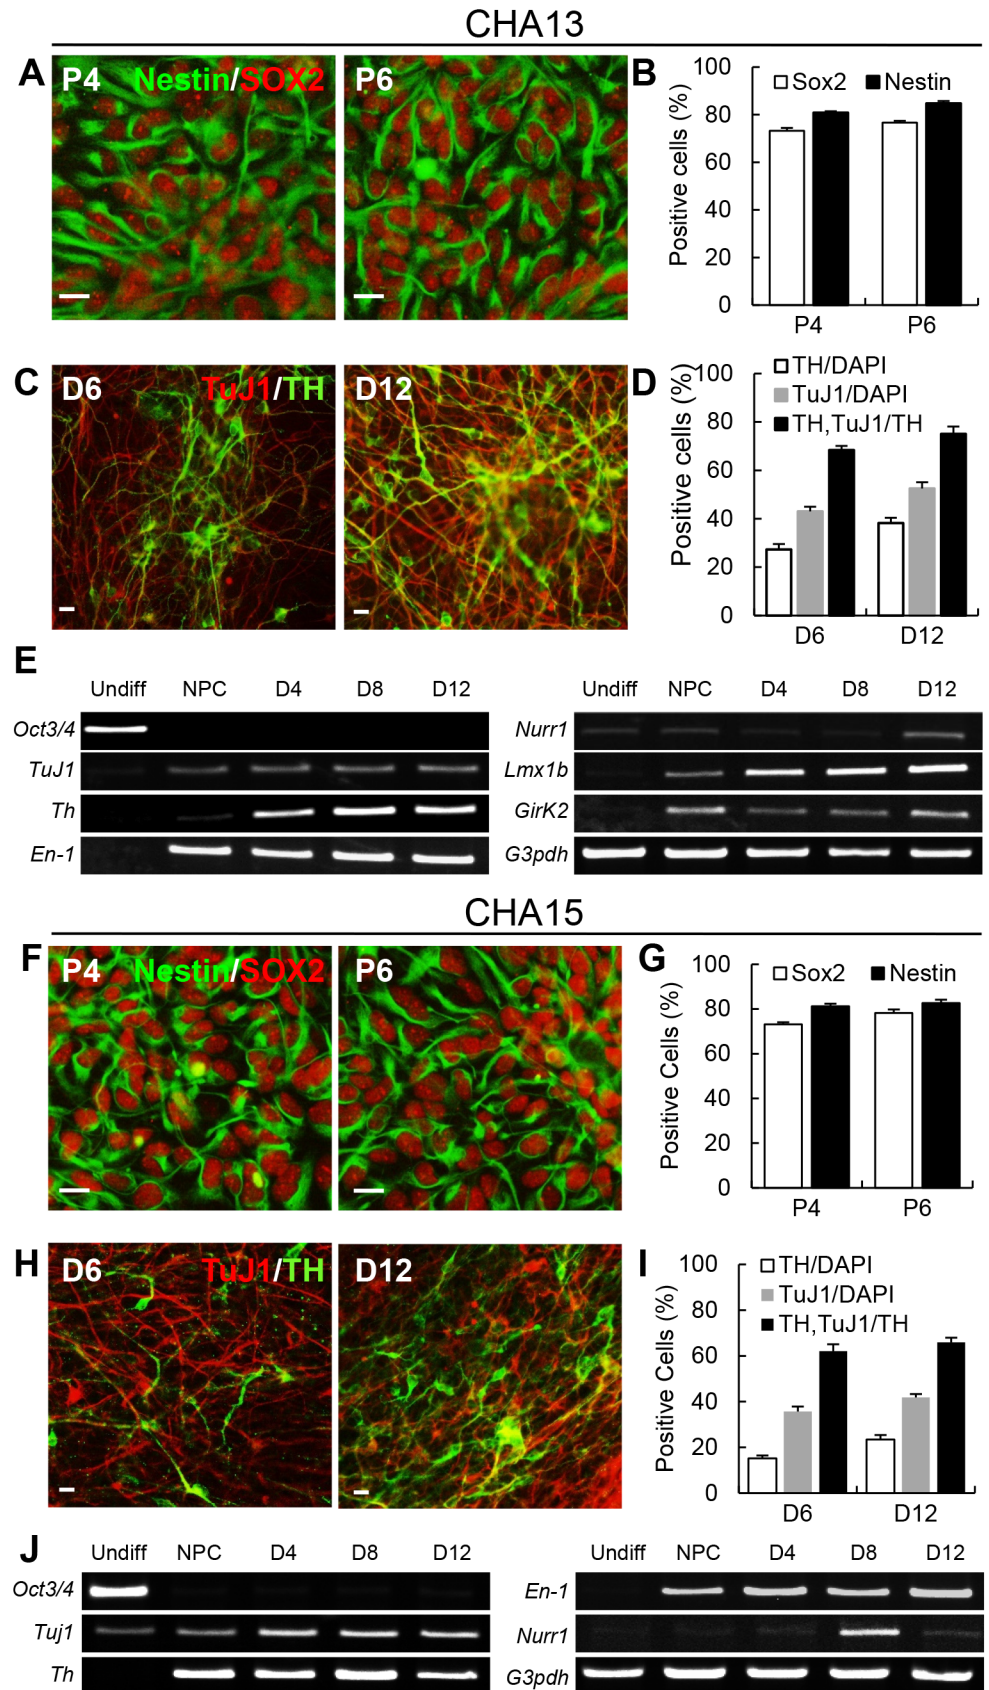 CHA13
A
P4 Nestin/SOX2
P6
B
Positive cells (%)
100
80
60
40
20
0
Sox2 Nestin
P4 P6
C
D6 TuJ1/TH
D12
D
Positive cells (%)
100
80
60
40
20
0
TH/DAPI
TuJ1/DAPI
TH,TuJ1/TH
D6 D12
E
Undiff NPC D4 D8 D12
Oct3/4
TuJ1
Th
En-1
Undiff NPC D4 D8 D12
Nurr1
Lmx1b
GirK2
G3pdh
CHA15
F
P4 Nestin/SOX2
P6
G
Positive Cells (%)
100
80
60
40
20
0
Sox2 Nestin
P4 P6
H
D6 TuJ1/TH
D12
I
Positive Cells (%)
100
80
60
40
20
0
TH/DAPI
TuJ1/DAPI
TH,TuJ1/TH
D6 D12
J
Undiff NPC D4 D8 D12
Oct3/4
Tuj1
Th
Undiff NPC D4 D8 D12
En-1
Nurr1
G3pdh